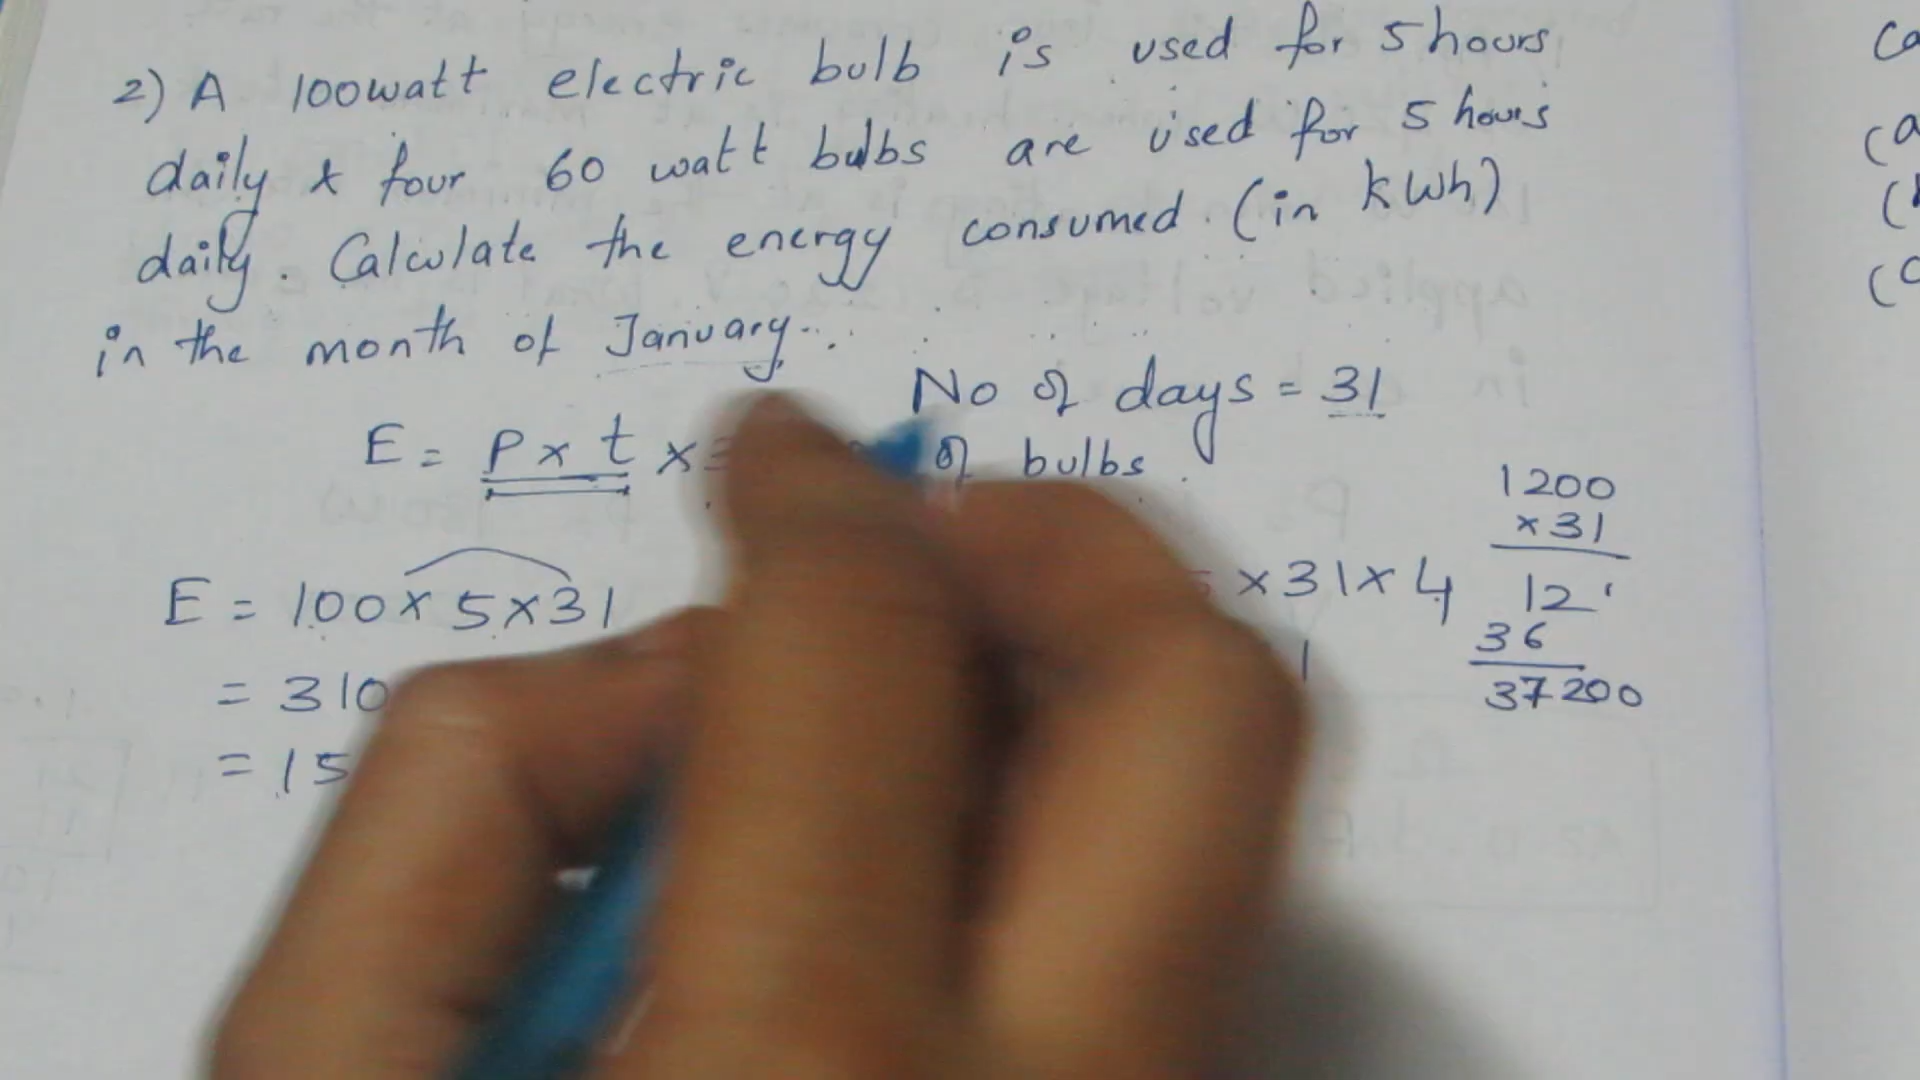 2) A 100watt electric bulb is used for 5 hours
daily & four 60 watt bulbs are used for 5 hours
daily. Calculate the energy consumed. (in kWh)
in the month of January.
No of days = 31
E = P x t x of bulbs
E = 100 x 5 x 31
x 31 x 4
= 310
= 15
1200
x 31
12
36
37200